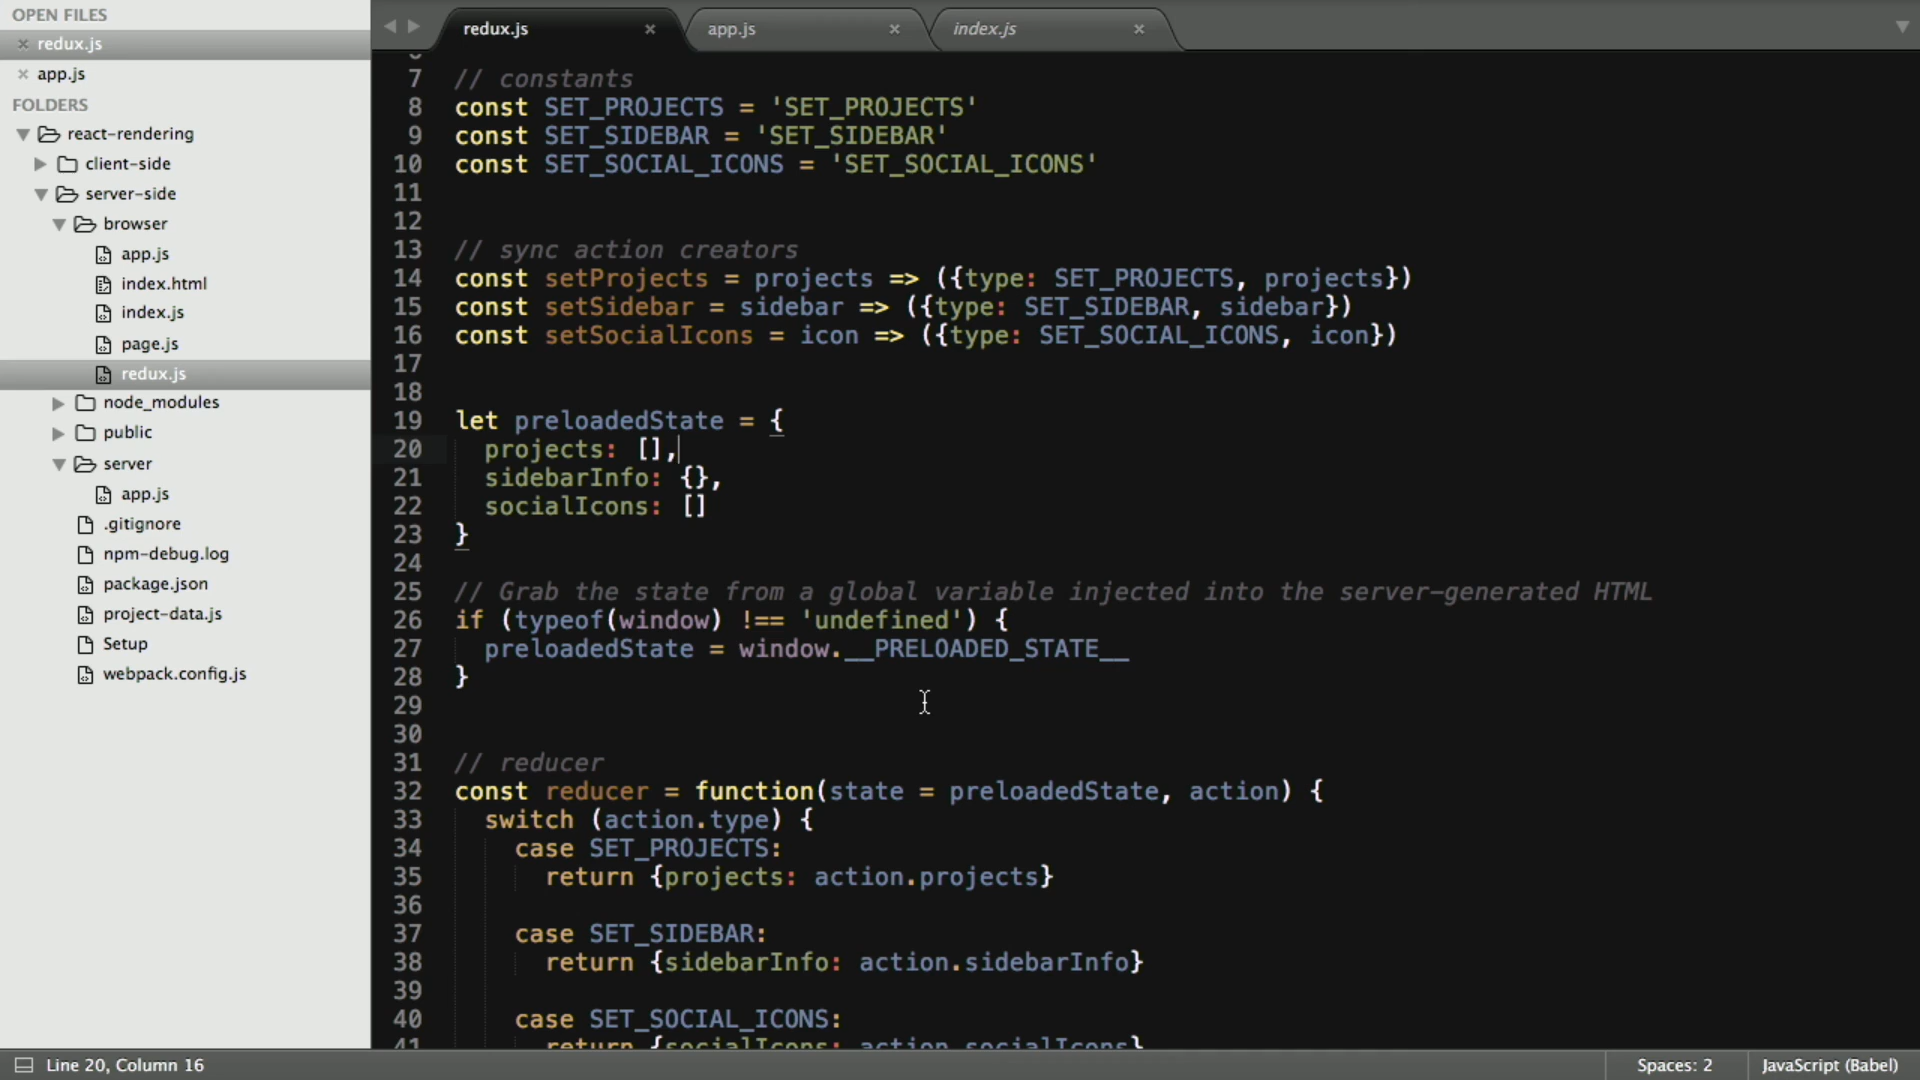 OPEN FILES
redux.js
app.js
FOLDERS
react-rendering
client-side
server-side
browser
app.js
index.html
index.js
page.js
redux.js
node_modules
public
server
app.js
.gitignore
npm-debug.log
package.json
project-data.js
Setup
webpack.config.js
redux.js app.js index.js
7 // constants
8 const SET_PROJECTS = 'SET_PROJECTS'
9 const SET_SIDEBAR = 'SET_SIDEBAR'
10 const SET_SOCIAL_ICONS = 'SET_SOCIAL_ICONS'
11
12
13 // sync action creators
14 const setProjects = projects => ({type: SET_PROJECTS, projects})
15 const setSidebar = sidebar => ({type: SET_SIDEBAR, sidebar})
16 const setSocialIcons = icon => ({type: SET_SOCIAL_ICONS, icon})
17
18
19 let preloadedState = {
20 projects: [],
21 sidebarInfo: {},
22 socialIcons: []
23 }
24
25 // Grab the state from a global variable injected into the server-generated HTML
26 if (typeof(window) !== 'undefined') {
27 preloadedState = window.__PRELOADED_STATE__
28 }
29
30
31 // reducer
32 const reducer = function(state = preloadedState, action) {
33 switch (action.type) {
34 case SET_PROJECTS:
35 return {projects: action.projects}
36
37 case SET_SIDEBAR:
38 return {sidebarInfo: action.sidebarInfo}
39
40 case SET_SOCIAL_ICONS:
41 return {socialIcons: action.socialIcons}
Line 20, Column 16
Spaces: 2
JavaScript (Babel)